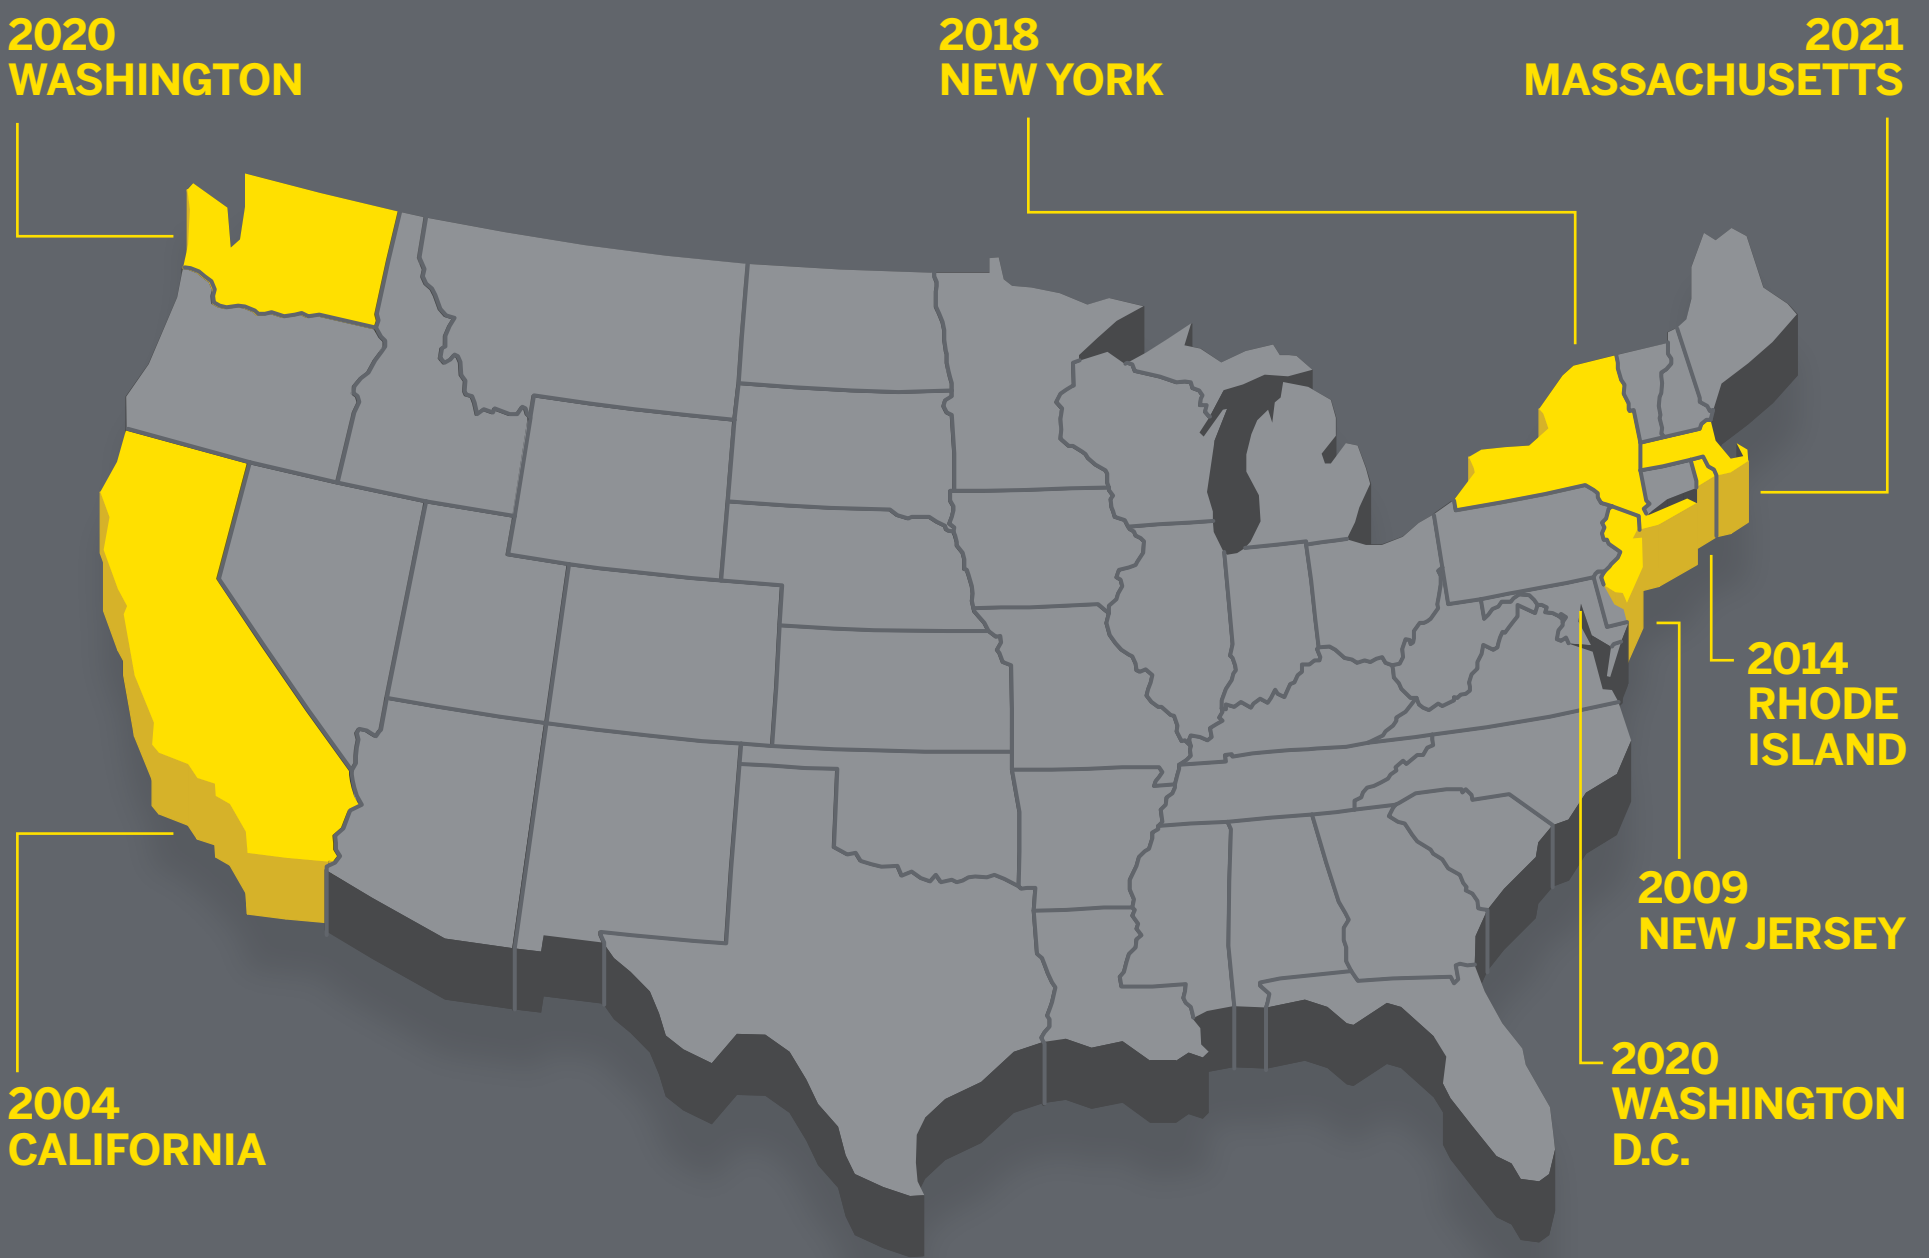 2020
WASHINGTON
2018
NEW YORK
2021
MASSACHUSETTS
2014
RHODE
ISLAND
2009
NEW JERSEY
2020
WASHINGTON
D.C.
2004
CALIFORNIA